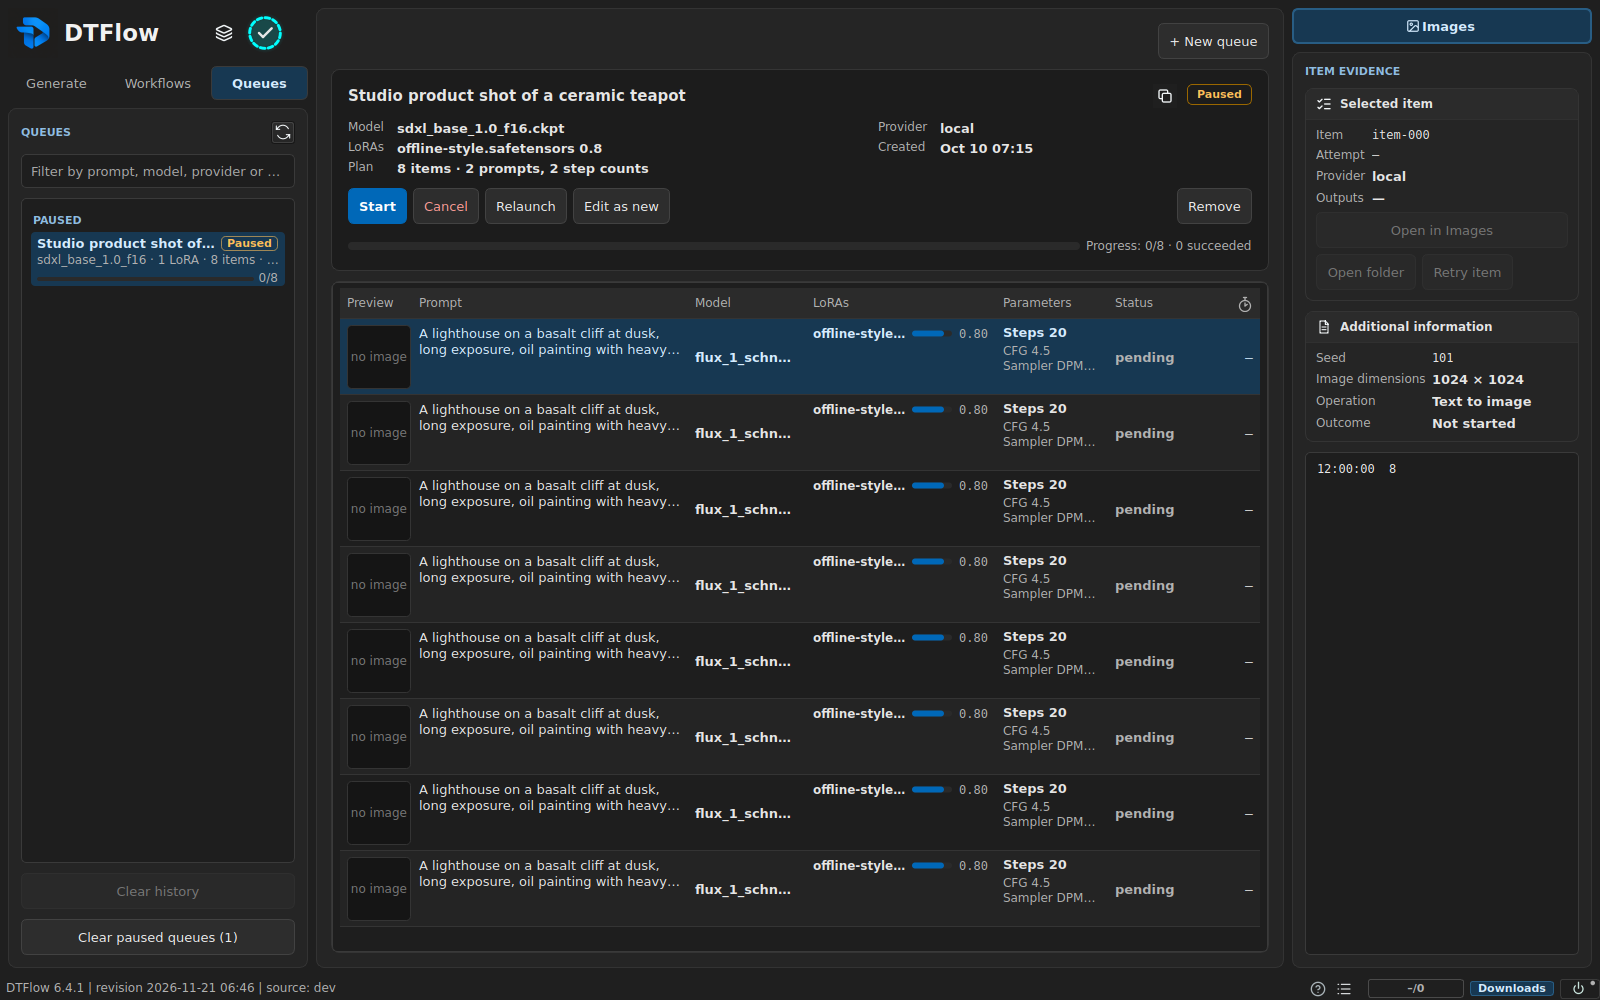 DTFlow
Generate
Workflows
Queues
QUEUES
Filter by prompt, model, provider or ...
PAUSED
Studio product shot of... Paused
sdxl_base_1.0_f16 · 1 LoRA · 8 items · ...
0/8
Clear history
Clear paused queues (1)
+ New queue
Studio product shot of a ceramic teapot
Paused
Model sdxl_base_1.0_f16.ckpt
LoRAs offline-style.safetensors 0.8
Plan 8 items · 2 prompts, 2 step counts
Provider local
Created Oct 10 07:15
Start
Cancel
Relaunch
Edit as new
Remove
Progress: 0/8 · 0 succeeded
Preview Prompt Model LoRAs Parameters Status
no image
A lighthouse on a basalt cliff at dusk,
long exposure, oil painting with heavy...
flux_1_schn...
offline-style... 0.80
Steps 20
CFG 4.5
Sampler DPM...
pending
–
no image
A lighthouse on a basalt cliff at dusk,
long exposure, oil painting with heavy...
flux_1_schn...
offline-style... 0.80
Steps 20
CFG 4.5
Sampler DPM...
pending
–
no image
A lighthouse on a basalt cliff at dusk,
long exposure, oil painting with heavy...
flux_1_schn...
offline-style... 0.80
Steps 20
CFG 4.5
Sampler DPM...
pending
–
no image
A lighthouse on a basalt cliff at dusk,
long exposure, oil painting with heavy...
flux_1_schn...
offline-style... 0.80
Steps 20
CFG 4.5
Sampler DPM...
pending
–
no image
A lighthouse on a basalt cliff at dusk,
long exposure, oil painting with heavy...
flux_1_schn...
offline-style... 0.80
Steps 20
CFG 4.5
Sampler DPM...
pending
–
no image
A lighthouse on a basalt cliff at dusk,
long exposure, oil painting with heavy...
flux_1_schn...
offline-style... 0.80
Steps 20
CFG 4.5
Sampler DPM...
pending
–
no image
A lighthouse on a basalt cliff at dusk,
long exposure, oil painting with heavy...
flux_1_schn...
offline-style... 0.80
Steps 20
CFG 4.5
Sampler DPM...
pending
–
no image
A lighthouse on a basalt cliff at dusk,
long exposure, oil painting with heavy...
flux_1_schn...
offline-style... 0.80
Steps 20
CFG 4.5
Sampler DPM...
pending
–
Images
ITEM EVIDENCE
Selected item
Item item-000
Attempt –
Provider local
Outputs —
Open in Images
Open folder
Retry item
Additional information
Seed 101
Image dimensions 1024 × 1024
Operation Text to image
Outcome Not started
12:00:00 8
DTFlow 6.4.1 | revision 2026-11-21 06:46 | source: dev
–/0
Downloads